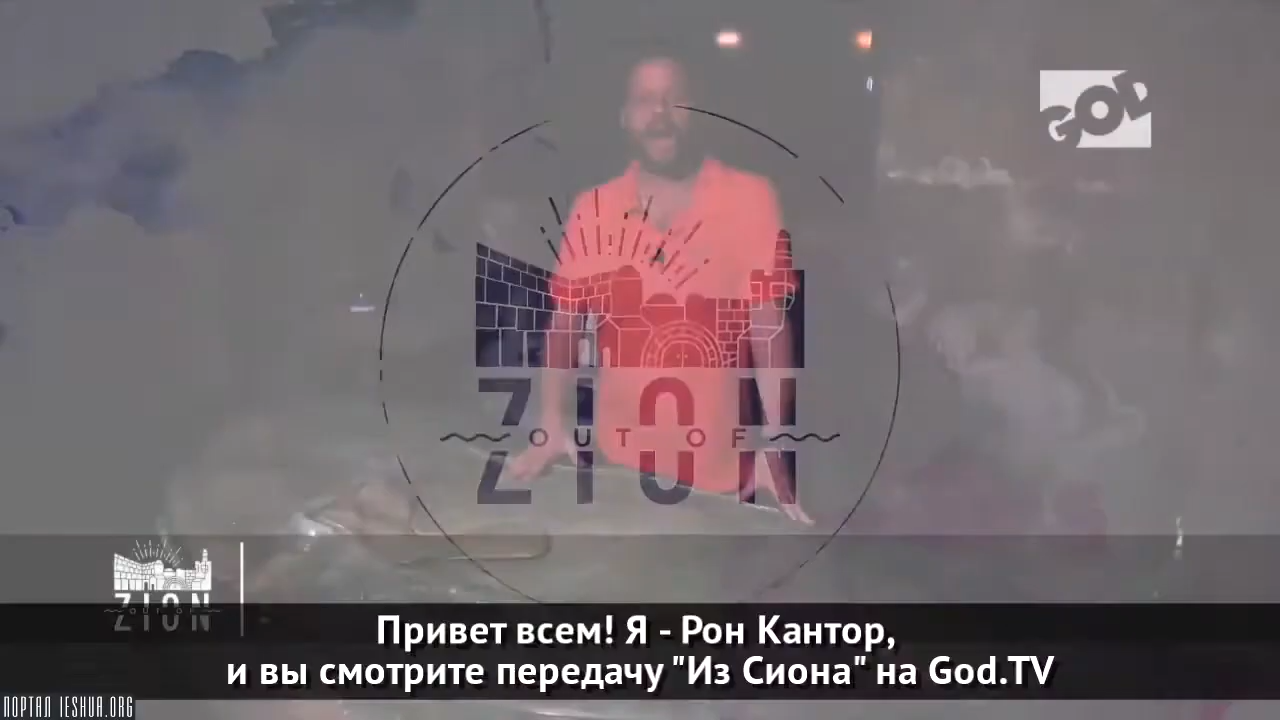 GOD
ZION
OUT OF
ZION
ZION
Привет всем! Я - Рон Кантор,
и вы смотрите передачу "Из Сиона" на God.TV
ПОРТАЛ IESHUA.ORG